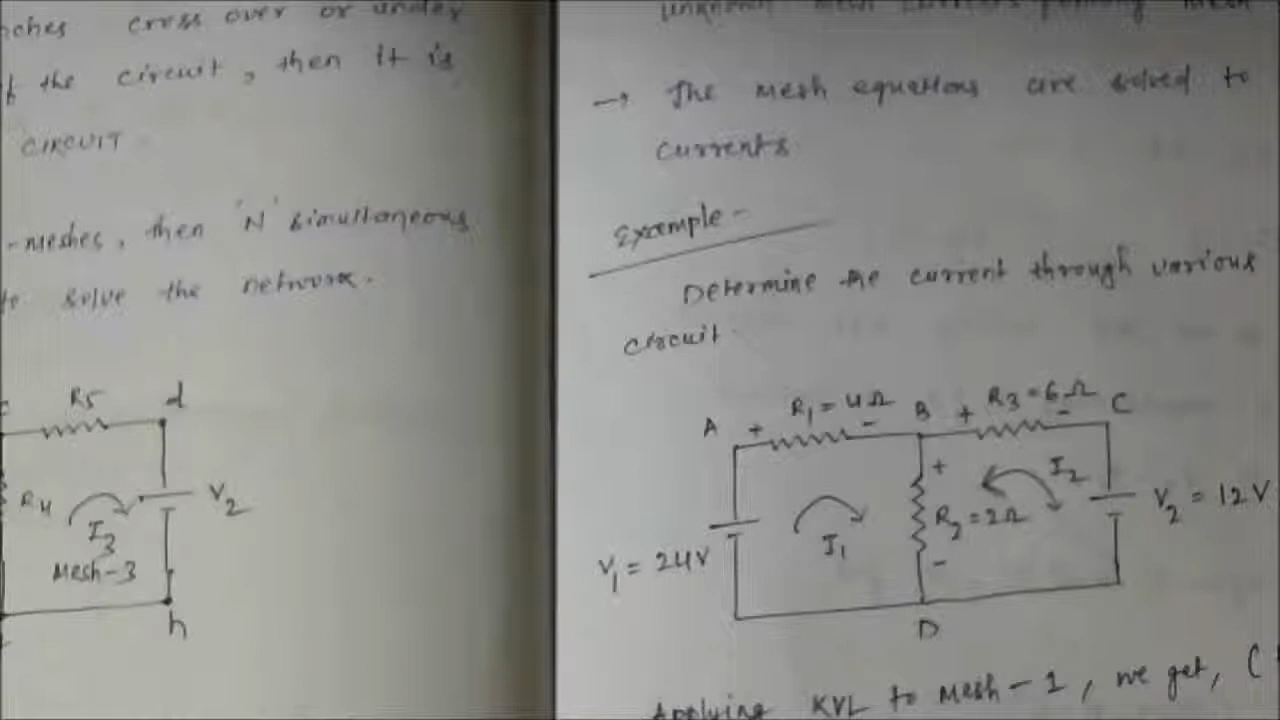 cross over or under
the circuit, then it is
CIRCUIT
-meshes, then 'N' simultaneous
to solve the network.
R5 d
R4 I3 V2
Mesh-3
h
→ The mesh equations are solved to
currents.
Example -
Determine the current through various
circuit.
A + R1 = 4Ω - B + R3 = 6Ω - C
+ I2
I1 R2 = 2Ω V2 = 12V
V1 = 24V -
D
Applying KVL to Mesh-1, we get, (